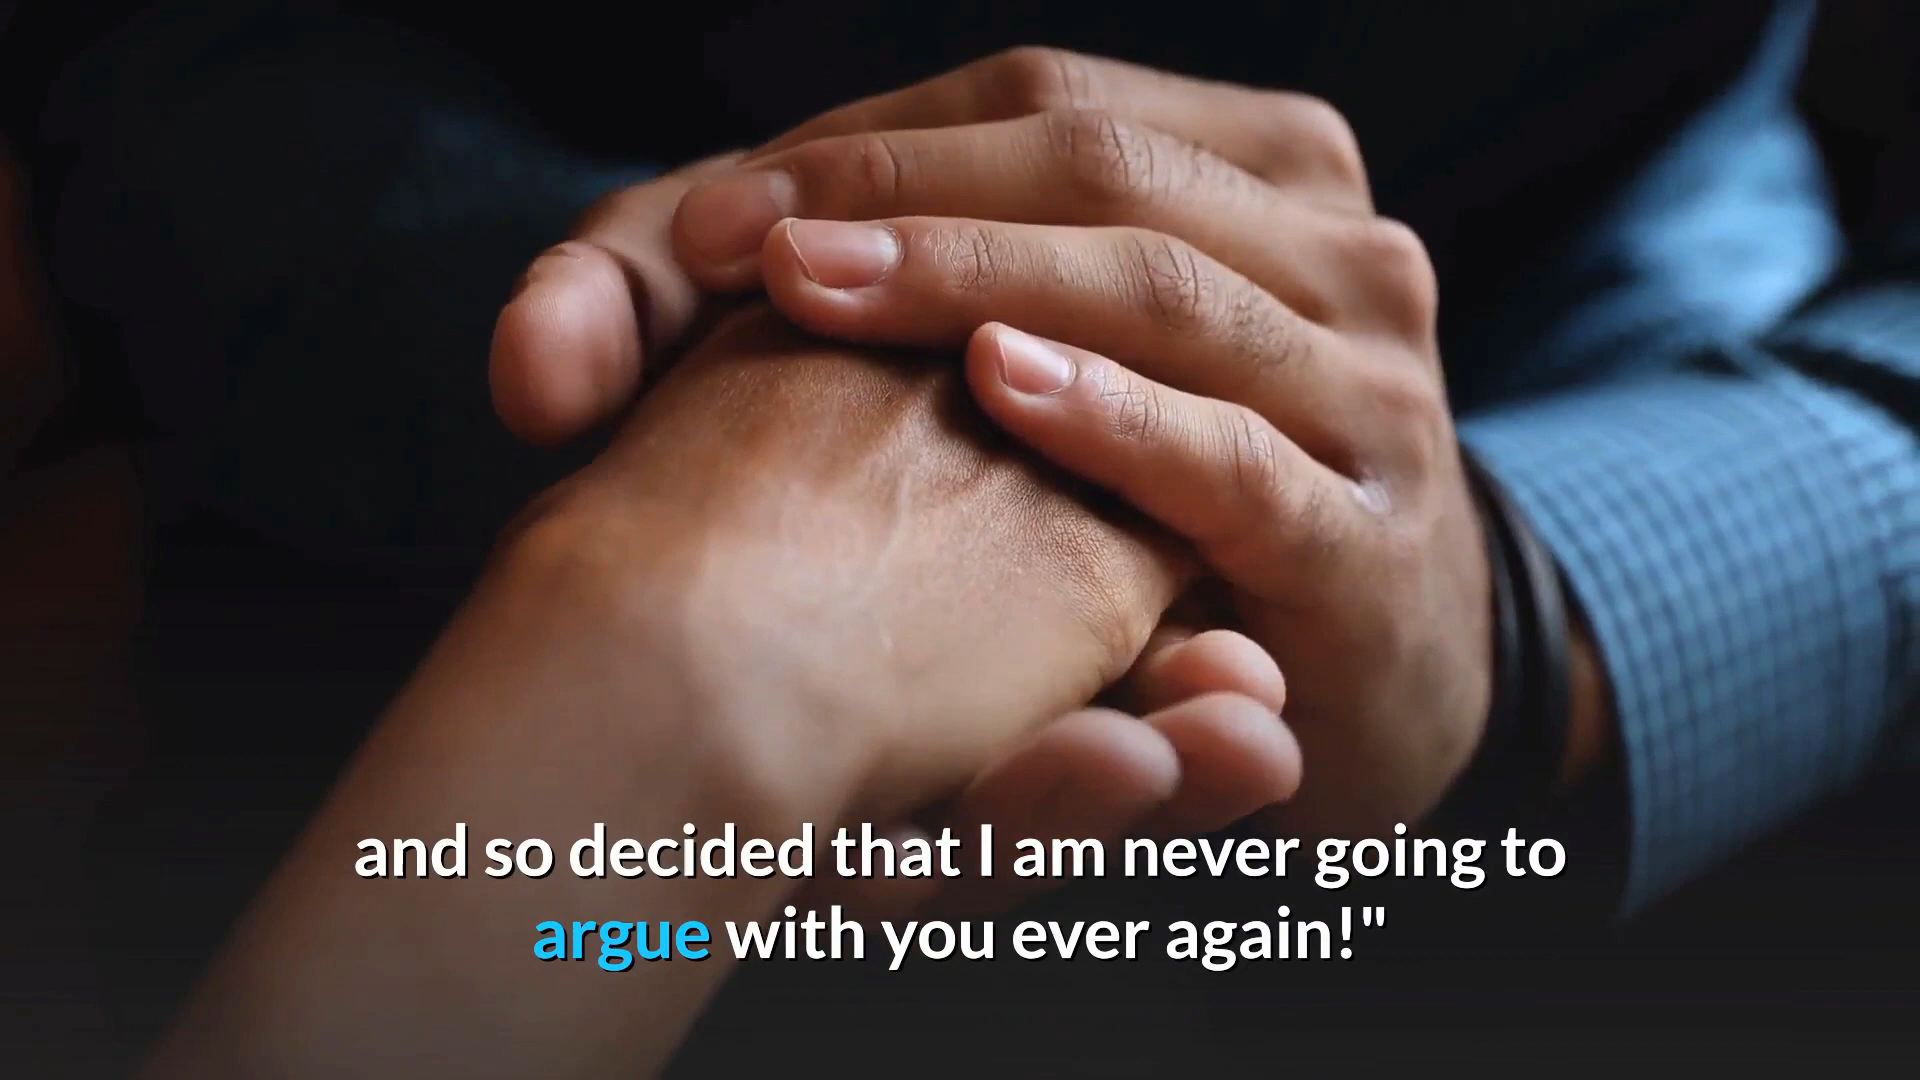 and so decided that I am never going to
argue with you ever again!"